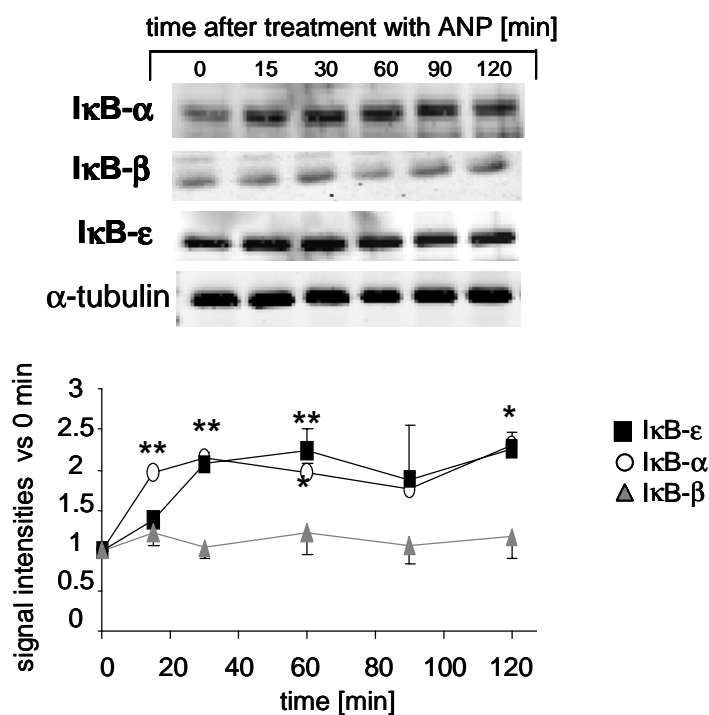 time after treatment with ANP [min]
0 15 30 60 90 120
IκB-α
IκB-β
IκB-ε
α-tubulin
signal intensities vs 0 min
3
2.5
2
1.5
1
0.5
0
** ** ** * *
0 20 40 60 80 100 120
time [min]
IκB-ε
IκB-α
IκB-β